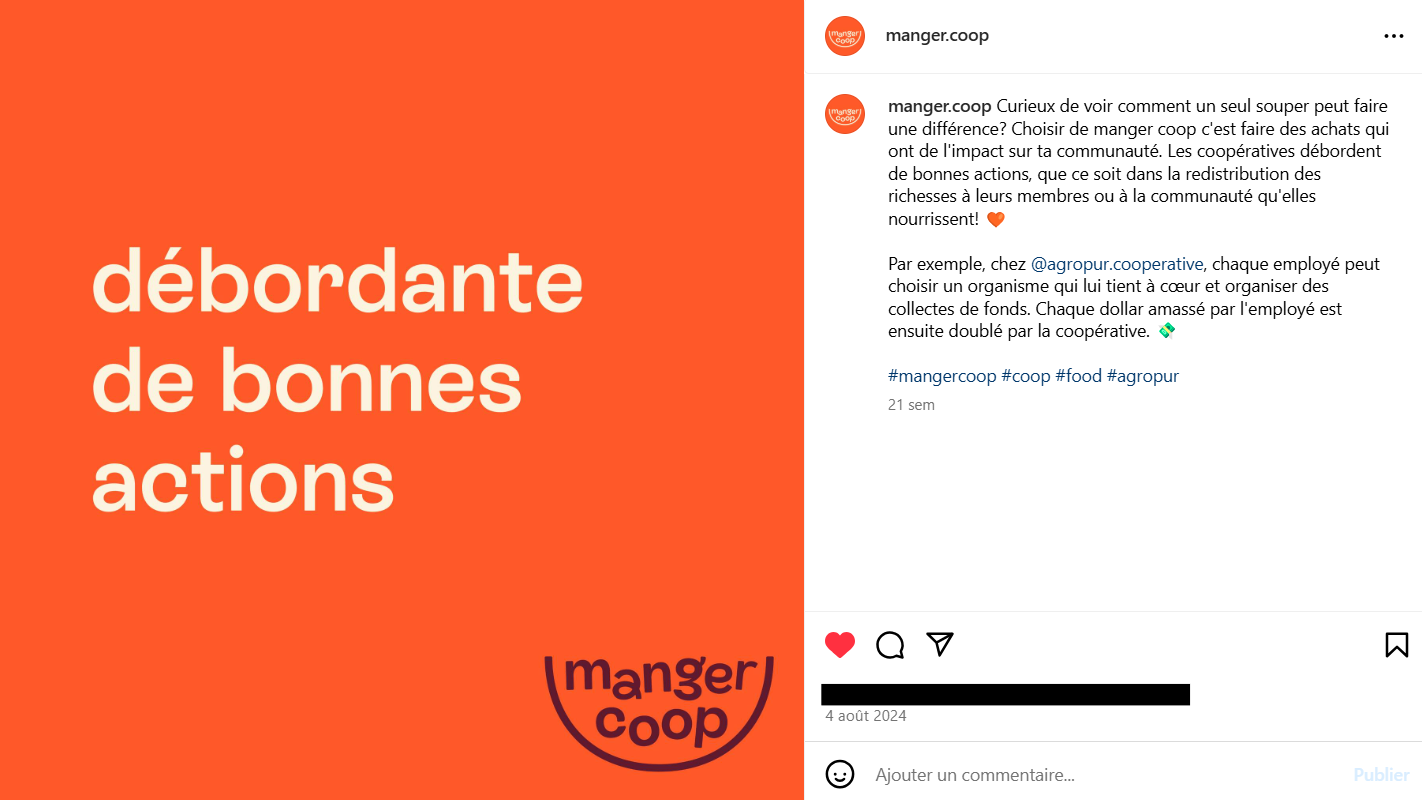 débordante
de bonnes
actions
manger
coop
manger
coop
manger.coop
manger
coop
manger.coop Curieux de voir comment un seul souper peut faire
une différence? Choisir de manger coop c'est faire des achats qui
ont de l'impact sur ta communauté. Les coopératives débordent
de bonnes actions, que ce soit dans la redistribution des
richesses à leurs membres ou à la communauté qu'elles
nourrissent! 🧡
Par exemple, chez @agropur.cooperative, chaque employé peut
choisir un organisme qui lui tient à cœur et organiser des
collectes de fonds. Chaque dollar amassé par l'employé est
ensuite doublé par la coopérative. 💸
#mangercoop #coop #food #agropur
21 sem
4 août 2024
Ajouter un commentaire...
Publier